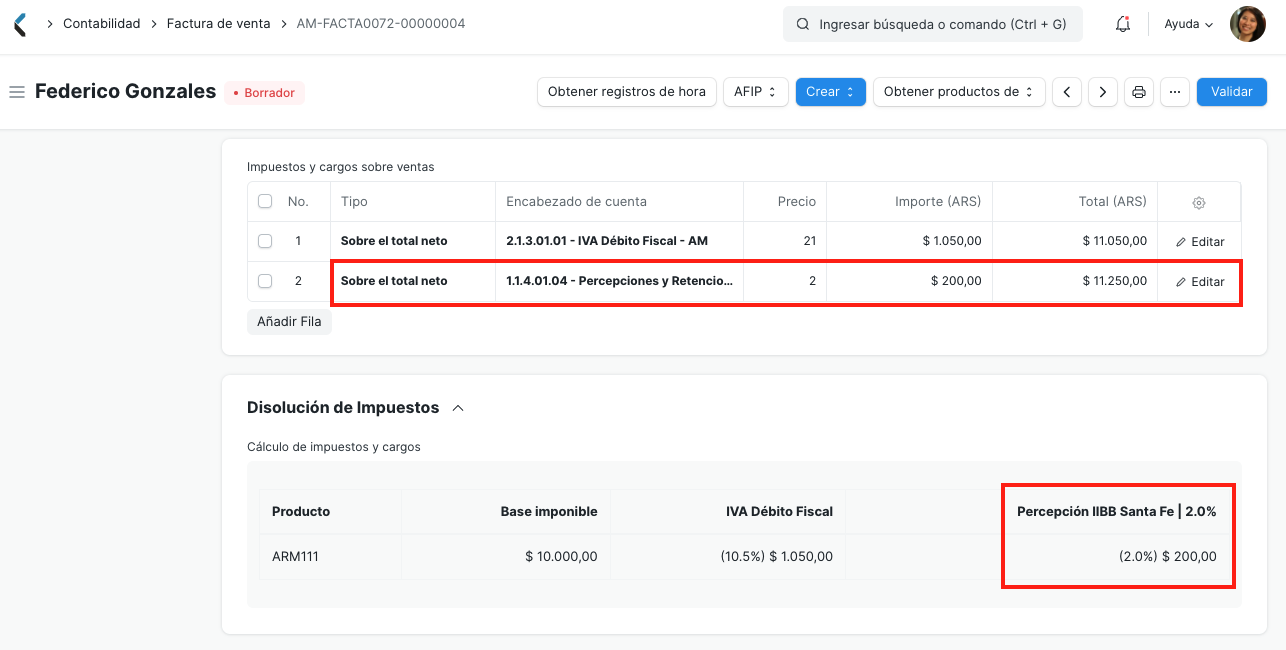 Contabilidad Factura de venta AM-FACTA0072-00000004 Ingresar búsqueda o comando (Ctrl + G) Ayuda
Federico Gonzales • Borrador Obtener registros de hora AFIP Crear Obtener productos de ... Validar
Impuestos y cargos sobre ventas
No. Tipo Encabezado de cuenta Precio Importe (ARS) Total (ARS)
1 Sobre el total neto 2.1.3.01.01 - IVA Débito Fiscal - AM 21 $ 1.050,00 $ 11.050,00 Editar
2 Sobre el total neto 1.1.4.01.04 - Percepciones y Retencio... 2 $ 200,00 $ 11.250,00 Editar
Añadir Fila
Disolución de Impuestos
Cálculo de impuestos y cargos
Producto Base imponible IVA Débito Fiscal Percepción IIBB Santa Fe | 2.0%
ARM111 $ 10.000,00 (10.5%) $ 1.050,00 (2.0%) $ 200,00